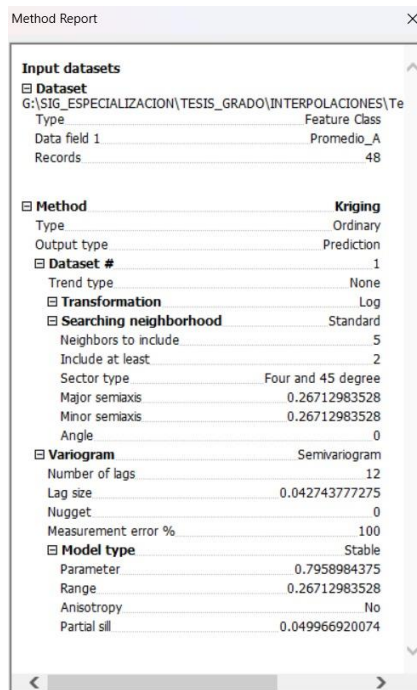 Method Report
Input datasets
Dataset
G:\SIG_ESPECIALIZACION\TESIS_GRADO\INTERPOLACIONES\Te
Type Feature Class
Data field 1 Promedio_A
Records 48
Method Kriging
Type Ordinary
Output type Prediction
Dataset # 1
Trend type None
Transformation Log
Searching neighborhood Standard
Neighbors to include 5
Include at least 2
Sector type Four and 45 degree
Major semiaxis 0.26712983528
Minor semiaxis 0.26712983528
Angle 0
Variogram Semivariogram
Number of lags 12
Lag size 0.042743777275
Nugget 0
Measurement error % 100
Model type Stable
Parameter 0.7958984375
Range 0.26712983528
Anisotropy No
Partial sill 0.049966920074